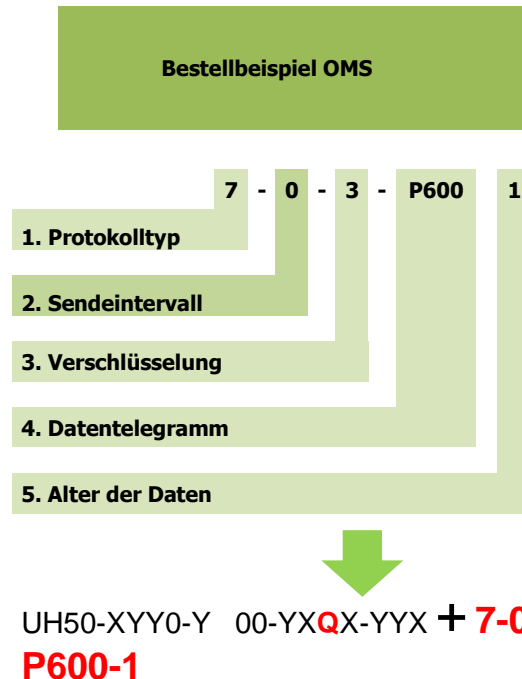 Bestellbeispiel OMS
7 - 0 - 3 - P600 1
1. Protokolltyp
2. Sendeintervall
3. Verschlüsselung
4. Datentelegramm
5. Alter der Daten
UH50-XYY0-Y 00-YXQX-YYX + 7-0
P600-1